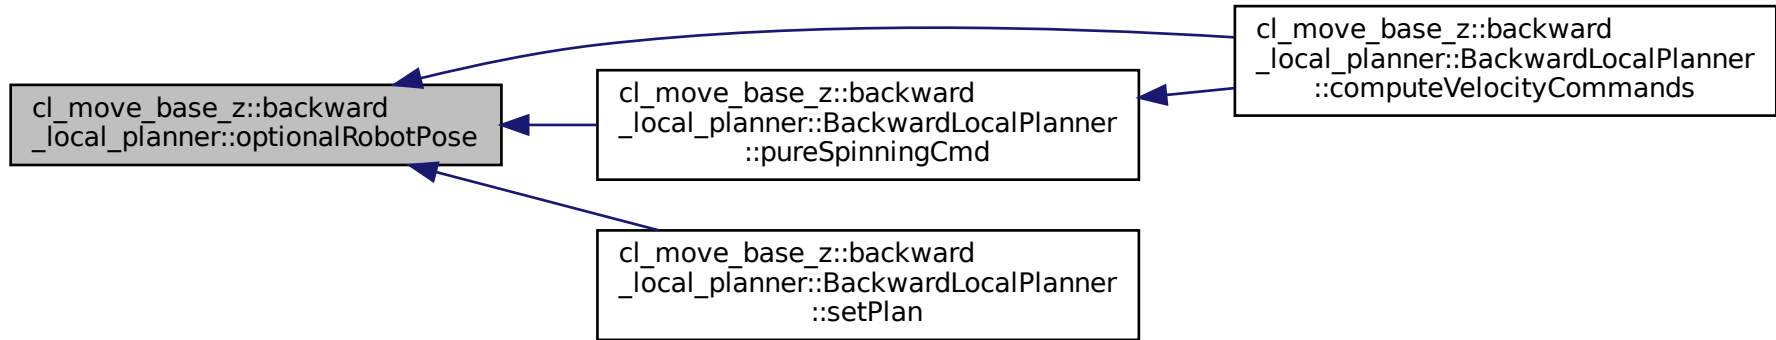 cl_move_base_z::backward
_local_planner::optionalRobotPose
cl_move_base_z::backward
_local_planner::BackwardLocalPlanner
::computeVelocityCommands
cl_move_base_z::backward
_local_planner::BackwardLocalPlanner
::pureSpinningCmd
cl_move_base_z::backward
_local_planner::BackwardLocalPlanner
::setPlan